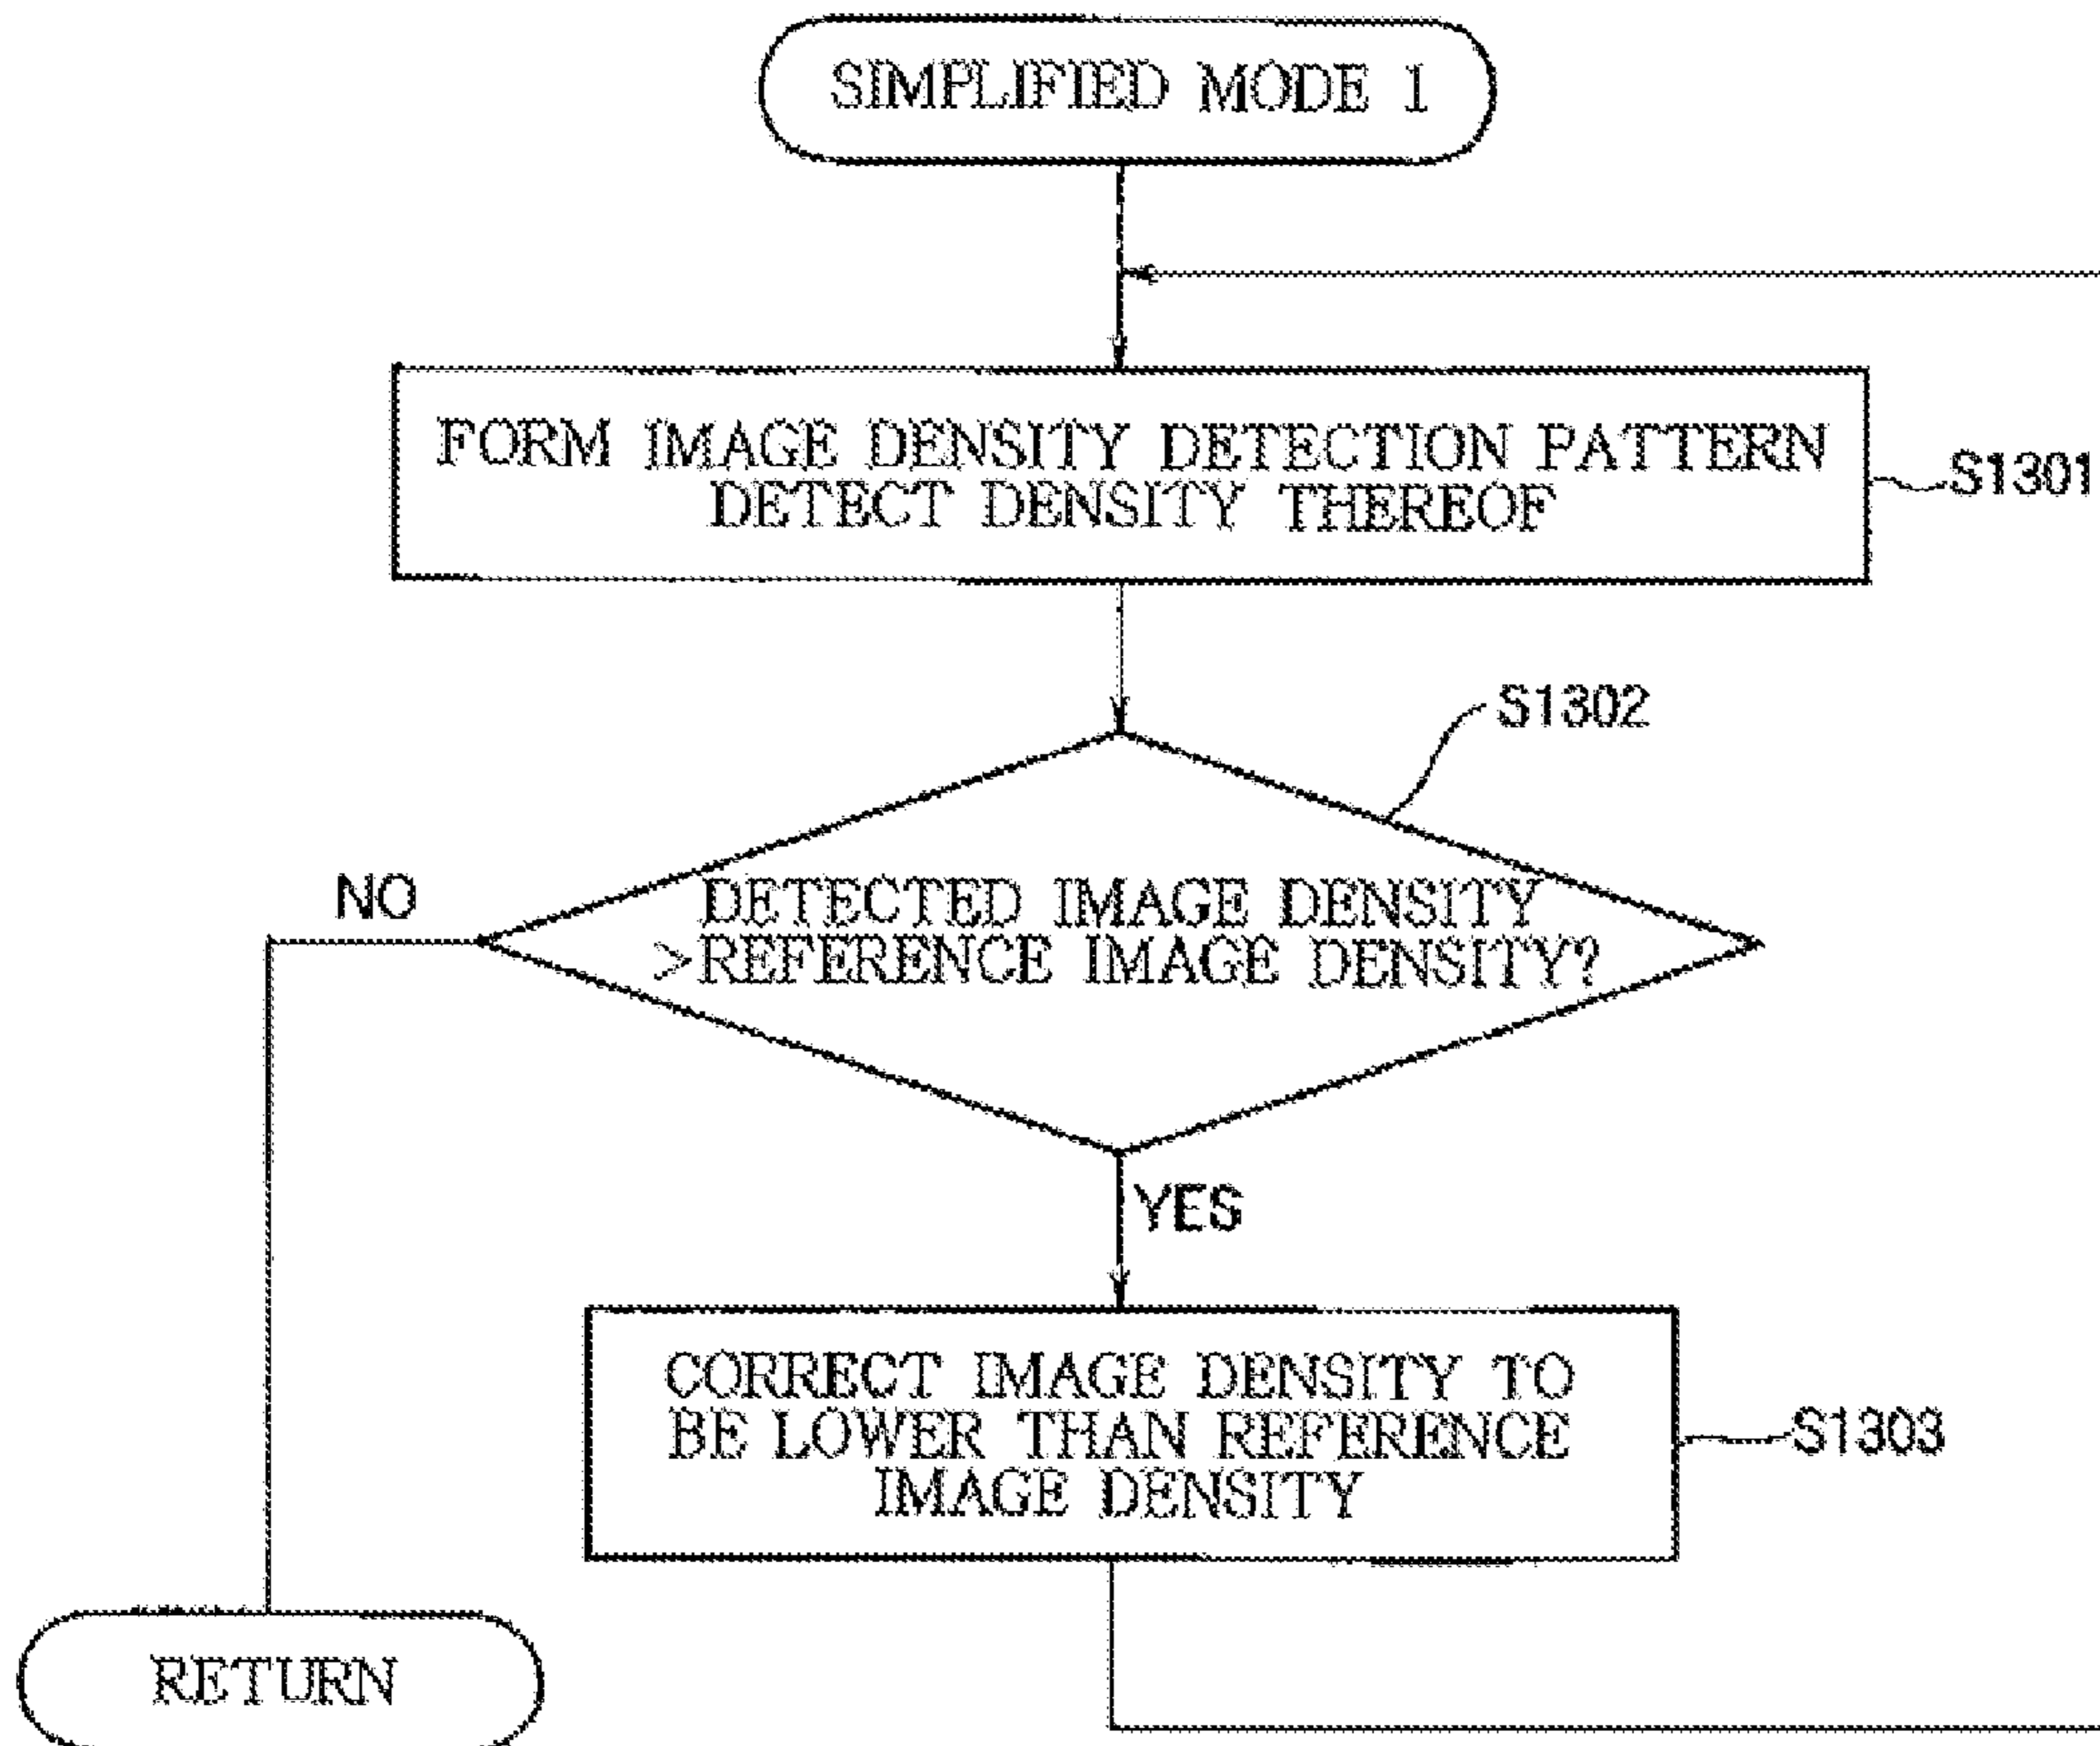 SIMPLIFIED MODE 1
FORM IMAGE DENSITY DETECTION PATTERN
DETECT DENSITY THEREOF
S1301
S1302
NO
DETECTED IMAGE DENSITY
>REFERENCE IMAGE DENSITY?
YES
CORRECT IMAGE DENSITY TO
BE LOWER THAN REFERENCE
IMAGE DENSITY
S1303
RETURN